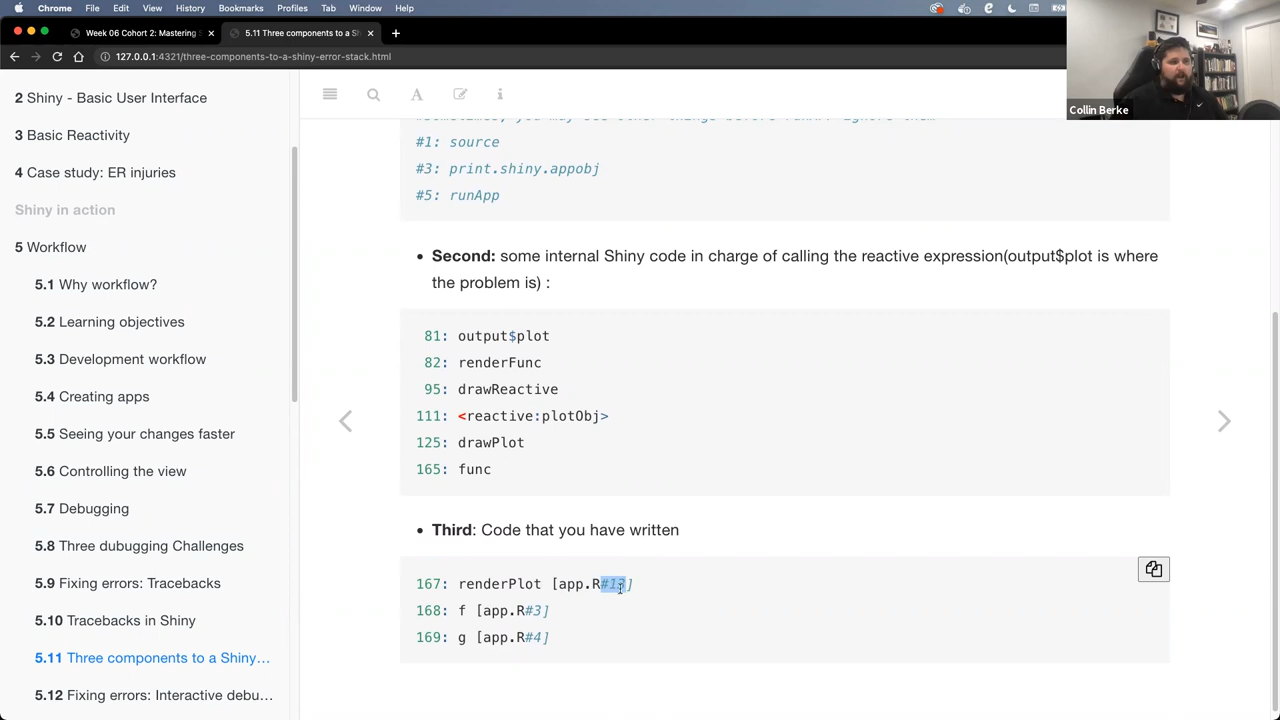 Chrome File Edit View History Bookmarks Profiles Tab Window Help
Week 06 Cohort 2: Mastering S
5.11 Three components to a Sh
127.0.0.1:4321/three-components-to-a-shiny-error-stack.html
Collin Berke
2 Shiny - Basic User Interface
3 Basic Reactivity
4 Case study: ER injuries
Shiny in action
5 Workflow
5.1 Why workflow?
5.2 Learning objectives
5.3 Development workflow
5.4 Creating apps
5.5 Seeing your changes faster
5.6 Controlling the view
5.7 Debugging
5.8 Three dubugging Challenges
5.9 Fixing errors: Tracebacks
5.10 Tracebacks in Shiny
5.11 Three components to a Shiny…
5.12 Fixing errors: Interactive debu…
#1: source
#3: print.shiny.appobj
#5: runApp
• Second: some internal Shiny code in charge of calling the reactive expression(output$plot is where
the problem is) :
81: output$plot
82: renderFunc
95: drawReactive
111: <reactive:plotObj>
125: drawPlot
165: func
• Third: Code that you have written
167: renderPlot [app.R#13]
168: f [app.R#3]
169: g [app.R#4]